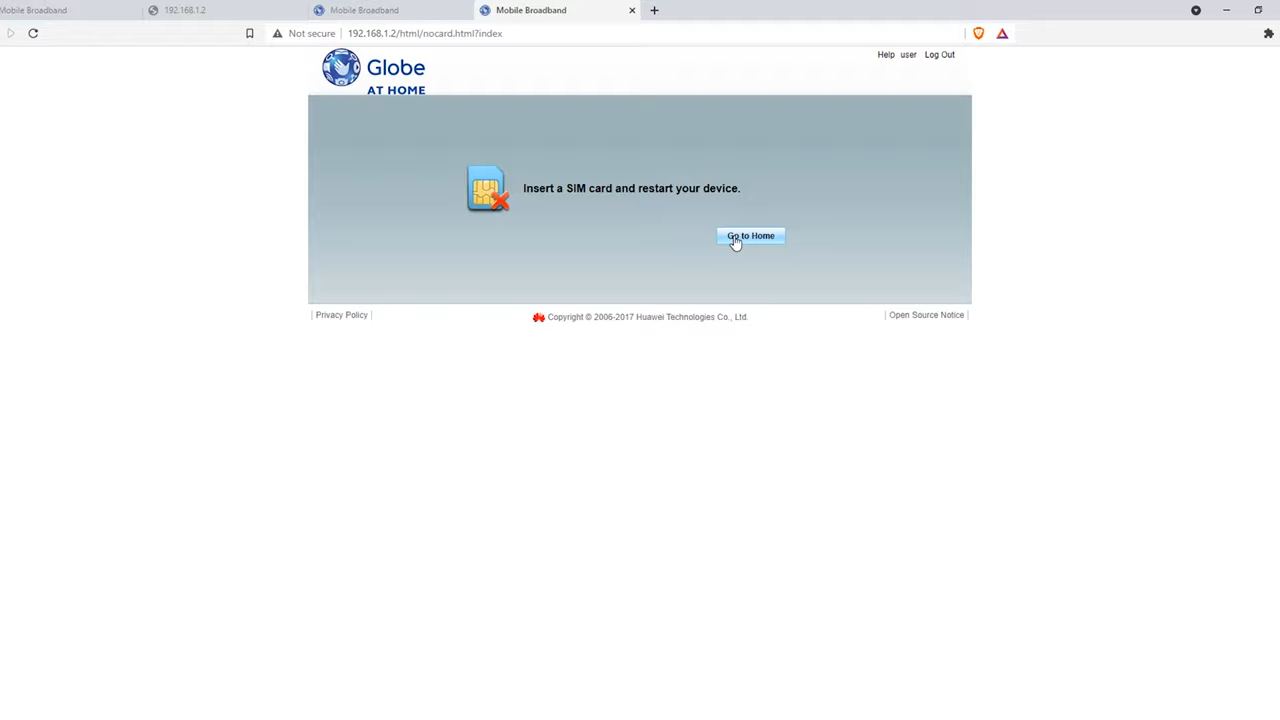 Mobile Broadband
192.168.1.2
Mobile Broadband
Mobile Broadband
Not secure
192.168.1.2/html/nocard.html?index
Globe
AT HOME
Help user Log Out
Insert a SIM card and restart your device.
Go to Home
Privacy Policy
Copyright © 2006-2017 Huawei Technologies Co., Ltd.
Open Source Notice